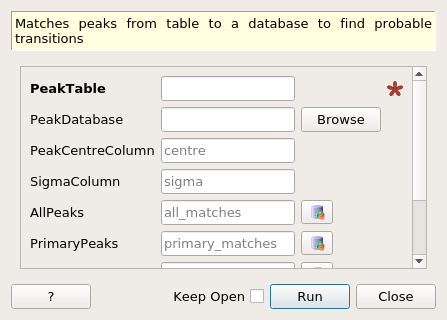 Matches peaks from table to a database to find probable
transitions
PeakTable
PeakDatabase Browse
PeakCentreColumn centre
SigmaColumn sigma
AllPeaks all_matches
PrimaryPeaks primary_matches
? Keep Open Run Close